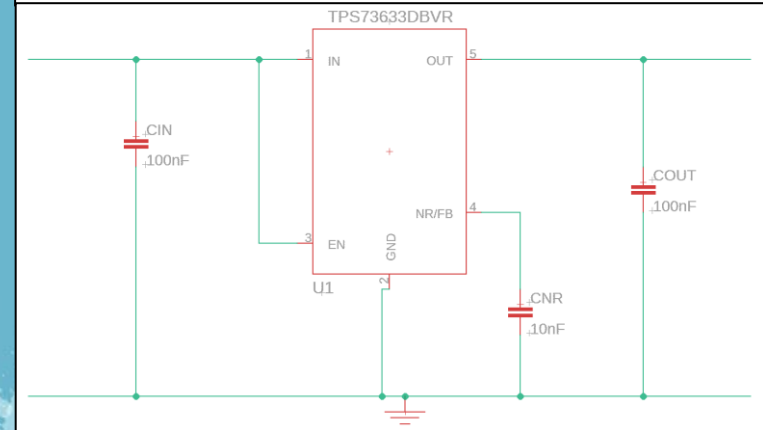 TPS73633DBVR
1
IN
OUT
5
CIN
100nF
COUT
100nF
NR/FB
4
3
EN
GND
2
U1
CNR
10nF